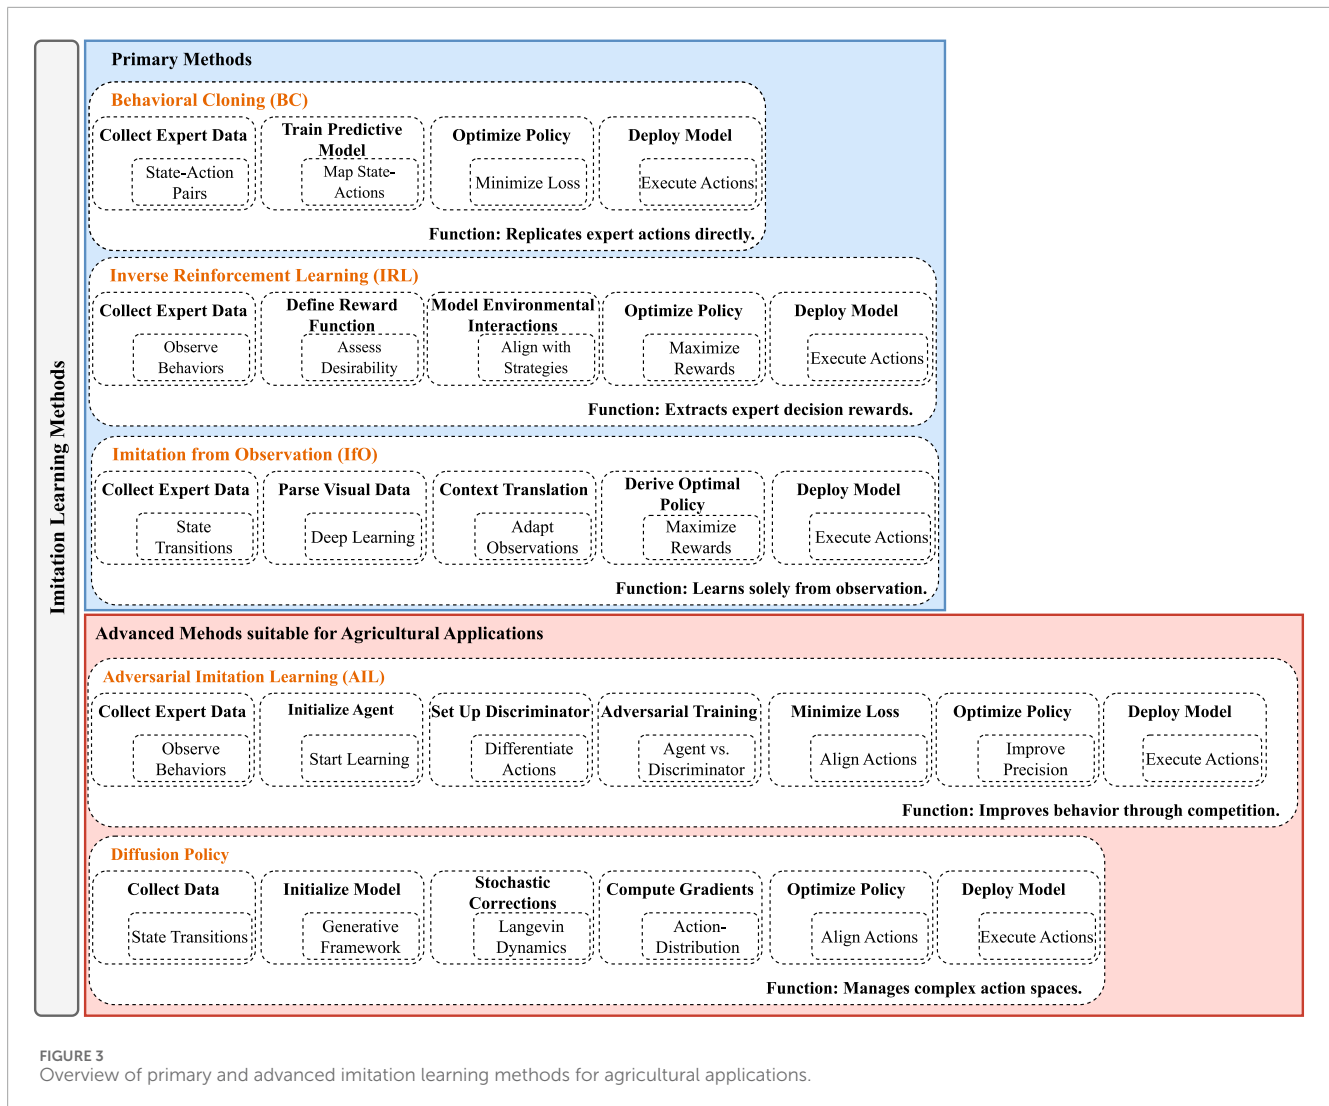 Imitation Learning Methods
Primary Methods
Behavioral Cloning (BC)
Collect Expert Data
State-Action
Pairs
Train Predictive
Model
Map State-
Actions
Optimize Policy
Minimize Loss
Deploy Model
Execute Actions
Function: Replicates expert actions directly.
Inverse Reinforcement Learning (IRL)
Collect Expert Data
Observe
Behaviors
Define Reward
Function
Assess
Desirability
Model Environmental
Interactions
Align with
Strategies
Optimize Policy
Maximize
Rewards
Deploy Model
Execute Actions
Function: Extracts expert decision rewards.
Imitation from Observation (IfO)
Collect Expert Data
State
Transitions
Parse Visual Data
Deep Learning
Context Translation
Adapt
Observations
Derive Optimal
Policy
Maximize
Rewards
Deploy Model
Execute Actions
Function: Learns solely from observation.
Advanced Mehods suitable for Agricultural Applications
Adversarial Imitation Learning (AIL)
Collect Expert Data
Observe
Behaviors
Initialize Agent
Start Learning
Set Up Discriminator
Differentiate
Actions
Adversarial Training
Agent vs.
Discriminator
Minimize Loss
Align Actions
Optimize Policy
Improve
Precision
Deploy Model
Execute Actions
Function: Improves behavior through competition.
Diffusion Policy
Collect Data
State Transitions
Initialize Model
Generative
Framework
Stochastic
Corrections
Langevin
Dynamics
Compute Gradients
Action-
Distribution
Optimize Policy
Align Actions
Deploy Model
Execute Actions
Function: Manages complex action spaces.
FIGURE 3
Overview of primary and advanced imitation learning methods for agricultural applications.